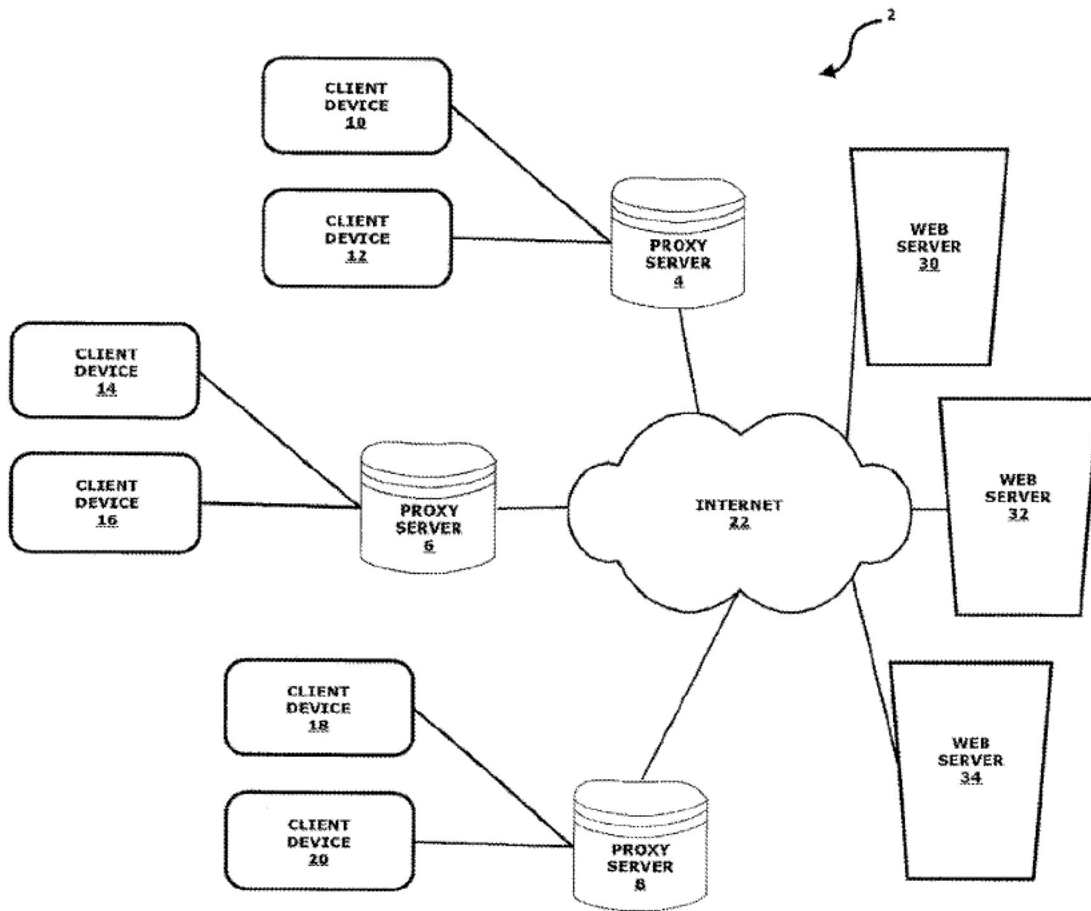 2
CLIENT
DEVICE
10
CLIENT
DEVICE
12
PROXY
SERVER
4
WEB
SERVER
30
CLIENT
DEVICE
14
CLIENT
DEVICE
16
PROXY
SERVER
6
INTERNET
22
WEB
SERVER
32
CLIENT
DEVICE
18
CLIENT
DEVICE
20
PROXY
SERVER
8
WEB
SERVER
34